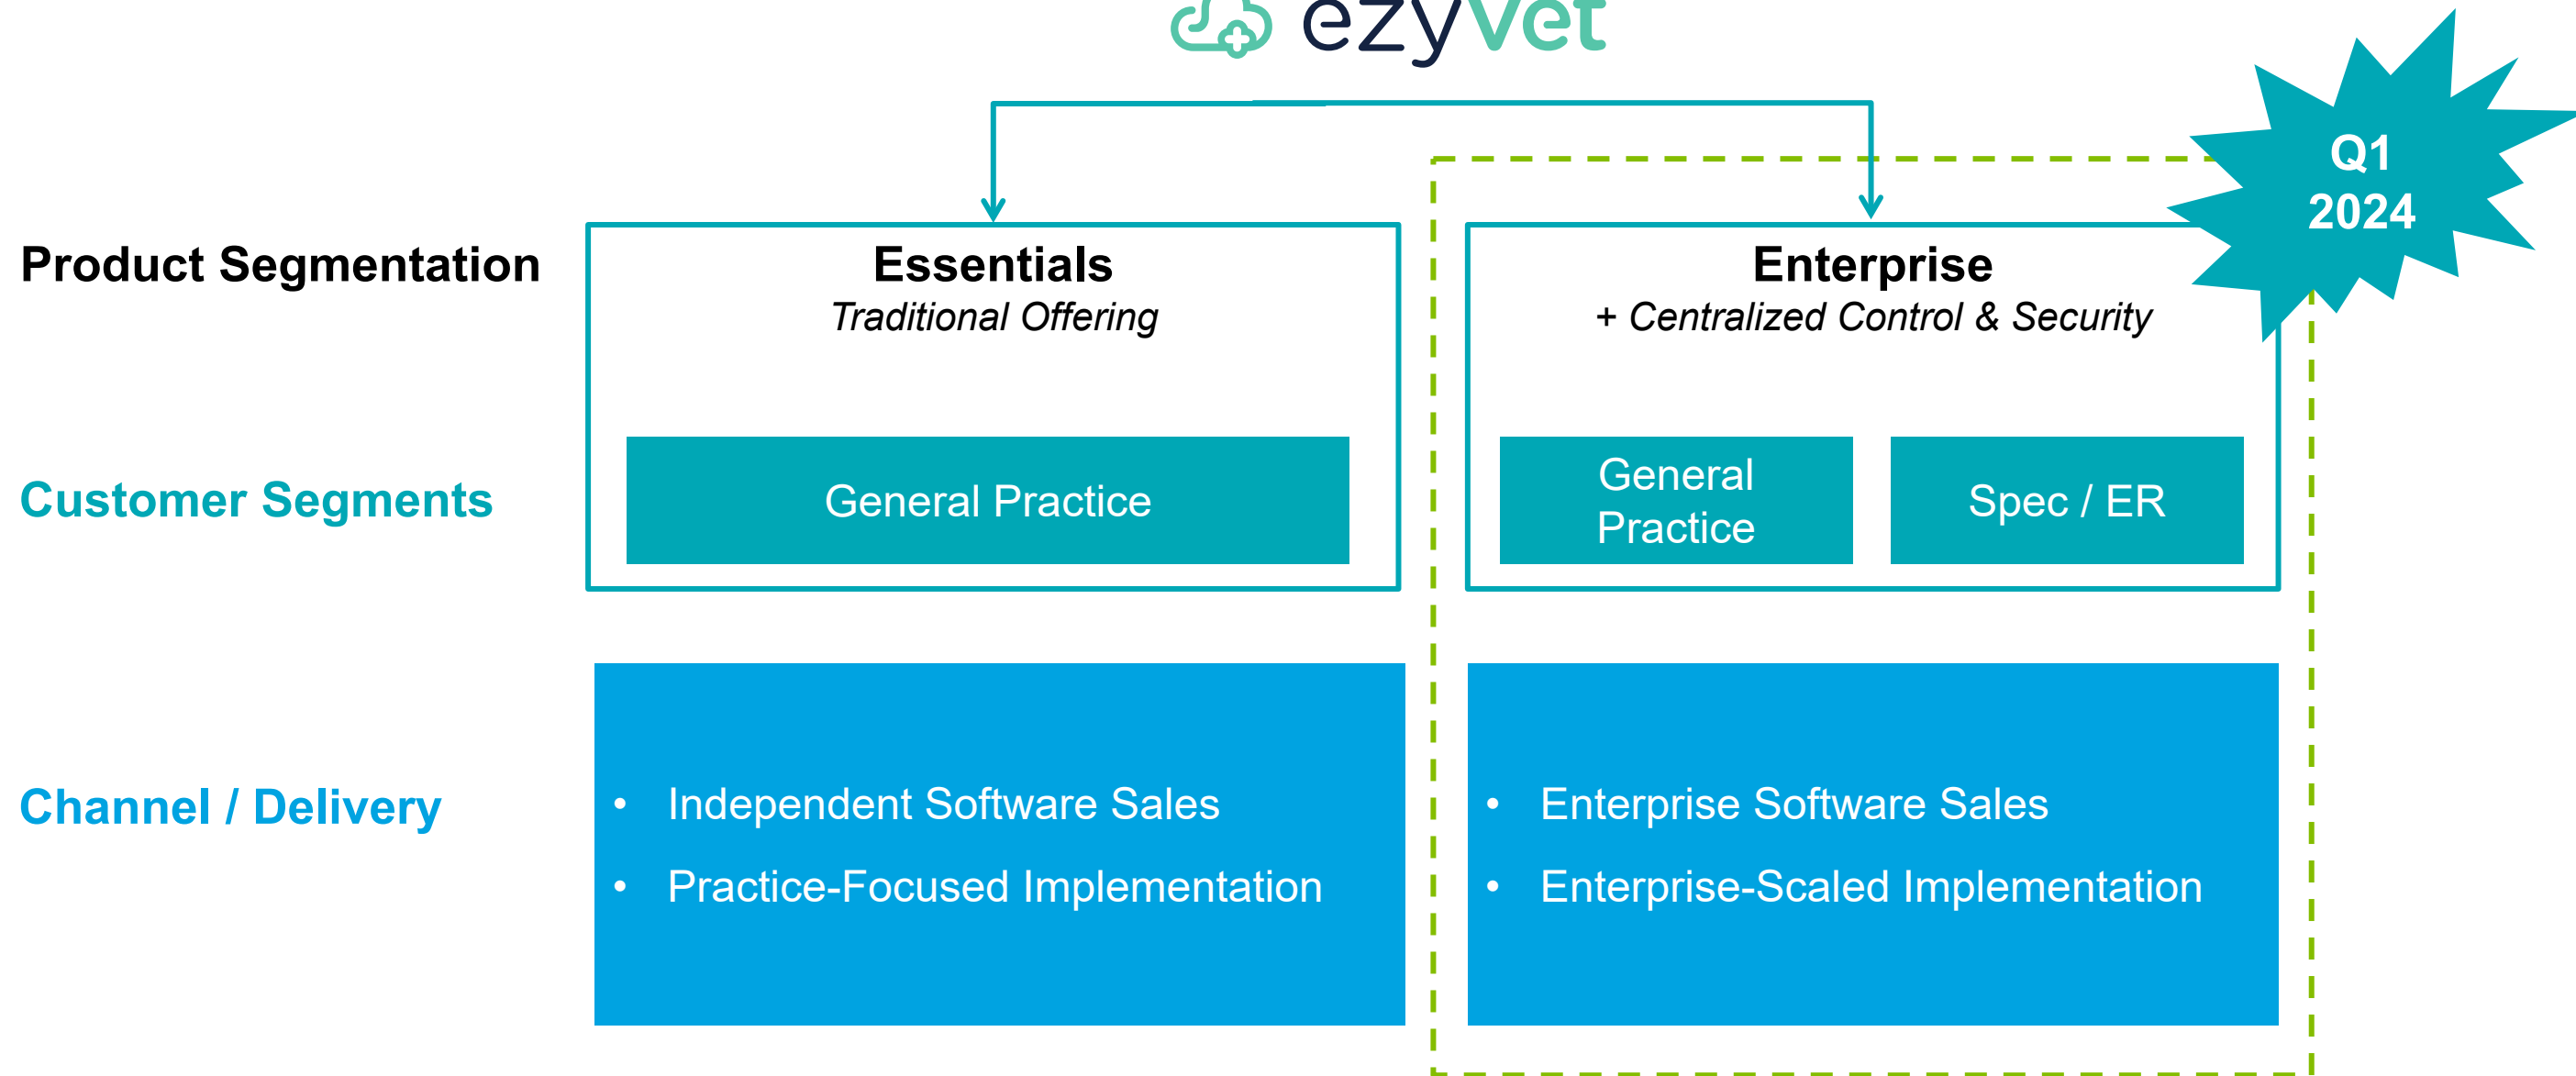 ezyvet
Q1
2024
Product Segmentation
Essentials
Traditional Offering
Enterprise
+ Centralized Control & Security
Customer Segments
General Practice
General
Practice
Spec / ER
Channel / Delivery
• Independent Software Sales
• Practice-Focused Implementation
• Enterprise Software Sales
• Enterprise-Scaled Implementation